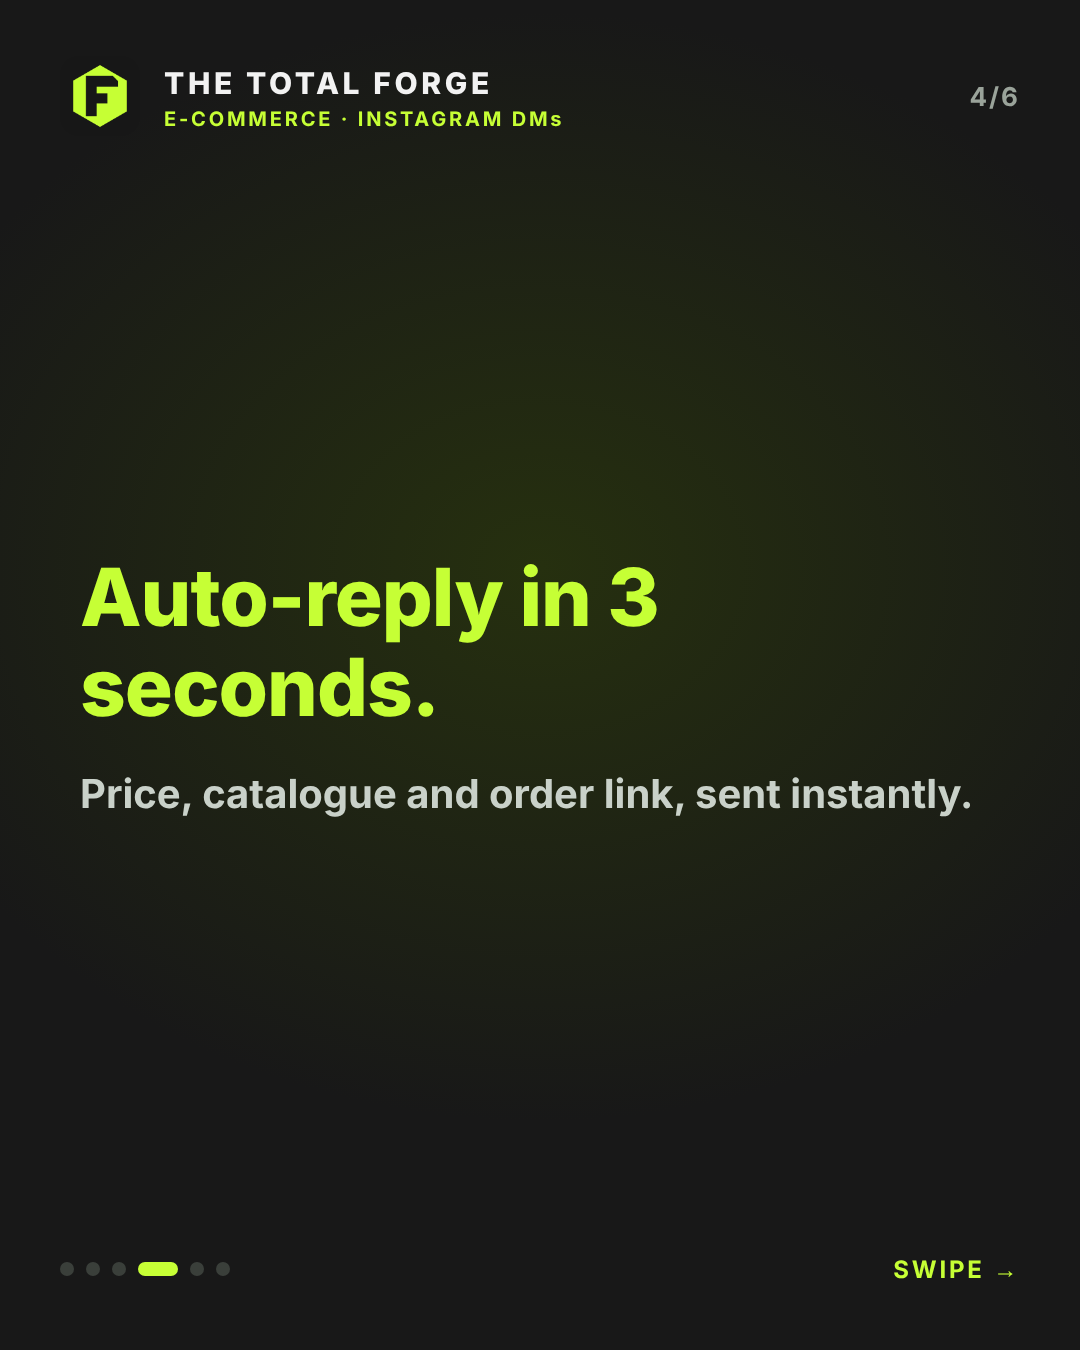 THE TOTAL FORGE
E-COMMERCE · INSTAGRAM DMs
4/6
Auto-reply in 3
seconds.
Price, catalogue and order link, sent instantly.
SWIPE →